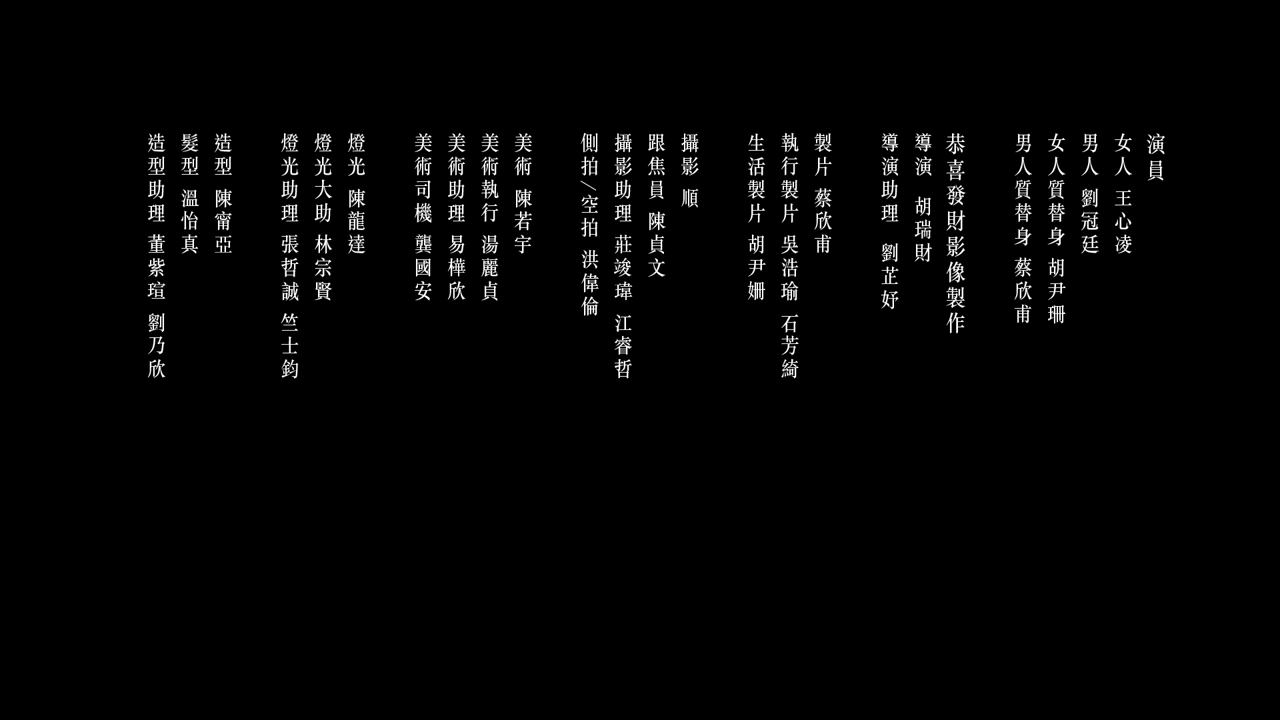 演員
女人 王心凌
男人 劉冠廷
女人質替身 胡尹珊
男人質替身 蔡欣甫
恭喜發財影像製作
導演 胡瑞財
導演助理 劉芷妤
製片 蔡欣甫
執行製片 吳浩瑜 石芳綺
生活製片 胡尹姍
攝影 順
跟焦員 陳貞文
攝影助理 莊竣瑋 江睿哲
側拍/空拍 洪偉倫
美術 陳若宇
美術執行 湯麗貞
美術助理 易樺欣
美術司機 龔國安
燈光 陳龍達
燈光大助 林宗賢
燈光助理 張哲誠 竺士鈞
造型 陳甯亞
髮型 溫怡真
造型助理 董紫瑄 劉乃欣